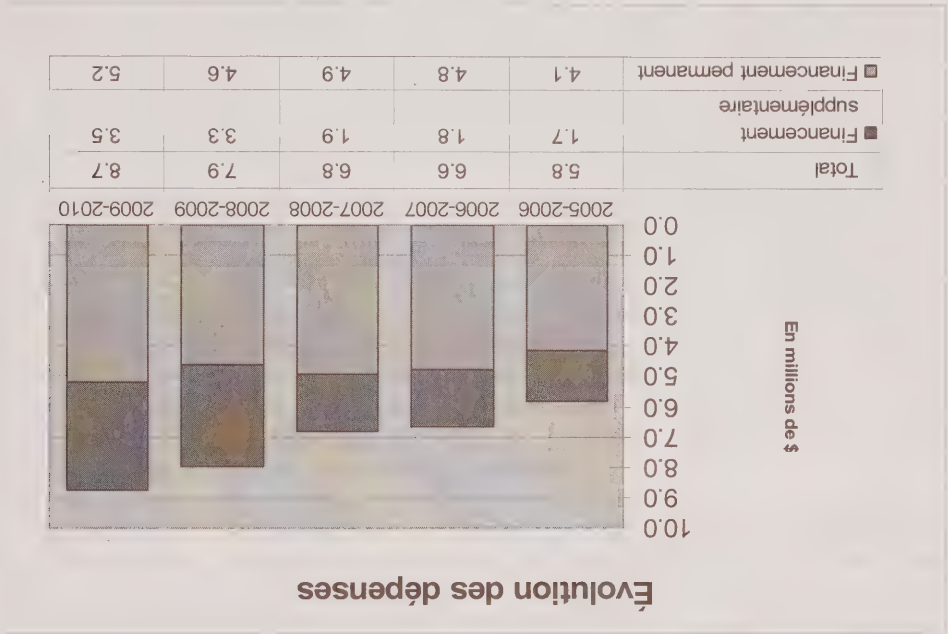 Évolution des dépenses
10.0
9.0
8.0
7.0
6.0
5.0
4.0
3.0
2.0
1.0
0.0
En millions de $
2005-2006 2006-2007 2007-2008 2008-2009 2009-2010
Total 5.8 6.6 6.8 7.9 8.7
Financement 1.7 1.8 1.9 3.3 3.5
supplémentaire
Financement permanent 4.1 4.8 4.9 4.6 5.2